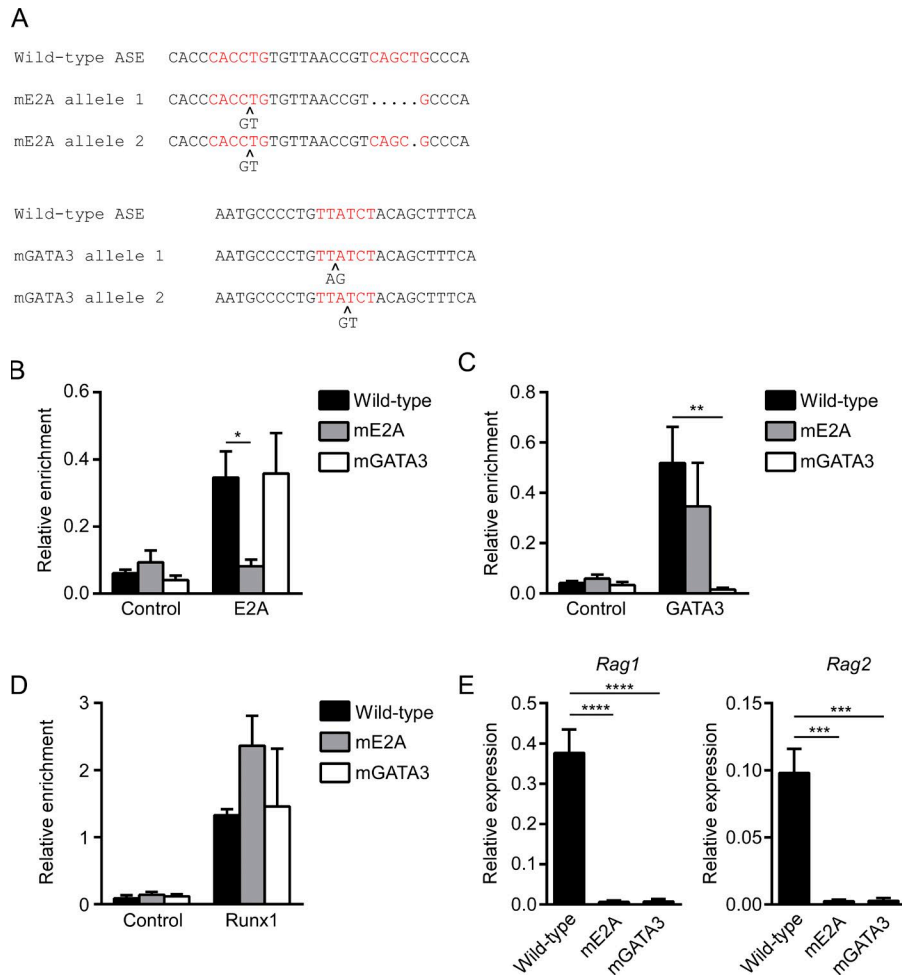 A
Wild-type ASE CACCCACCTGTGTTAACCGTCAGCTGCCCA
mE2A allele 1 CACCCACCTGTGTTAACCGT.....GCCCA
^
GT
mE2A allele 2 CACCCACCTGTGTTAACCGTCAGC.GCCCA
^
GT
Wild-type ASE AATGCCCCTGTTATCTACAGCTTTCA
mGATA3 allele 1 AATGCCCCTGTTATCTACAGCTTTCA
^
AG
mGATA3 allele 2 AATGCCCCTGTTATCTACAGCTTTCA
^
GT
B
Relative enrichment
0.6
0.4
0.2
0.0
*
Control
E2A
Wild-type
mE2A
mGATA3
C
Relative enrichment
0.8
0.6
0.4
0.2
0.0
**
Control
GATA3
Wild-type
mE2A
mGATA3
D
Relative enrichment
3
2
1
0
Control
Runx1
Wild-type
mE2A
mGATA3
E
Rag1
Relative expression
0.5
0.4
0.3
0.2
0.1
0.0
****
****
Wild-type
mE2A
mGATA3
Rag2
Relative expression
0.15
0.10
0.05
0.00
***
***
Wild-type
mE2A
mGATA3